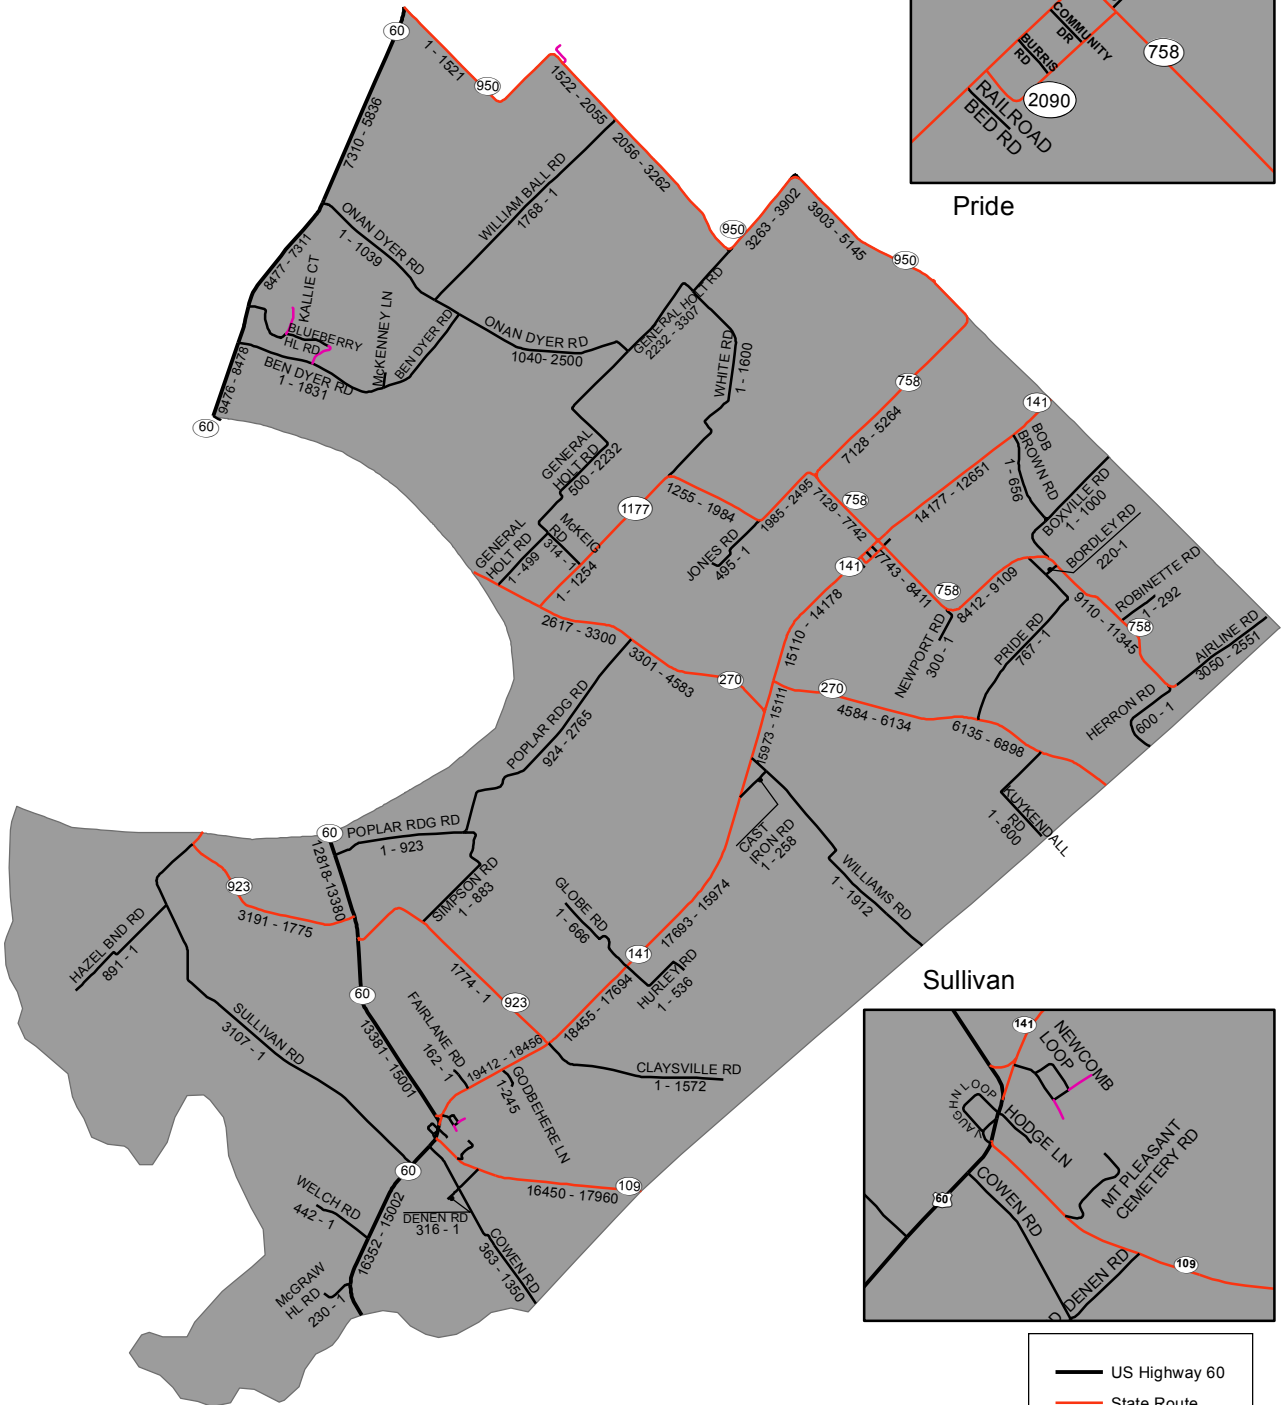 60
1 - 1521
950
1522 - 2055
2056 - 3262
7310 - 5836
WILLIAM BALL RD
1768 - 1
ONAN DYER RD
1 - 1039
950
3263 - 3902
3903 - 5145
950
COMMUNITY
DR
BURRIS
RD
758
2090
RAILROAD
BED RD
Pride
8477 - 7311
KALLIE CT
BLUEBERRY
HL RD
McKENNEY LN
BEN DYER RD
BEN DYER RD
1 - 1831
9476 - 8478
60
ONAN DYER RD
1040- 2500
GENERAL HOLT RD
2232 - 3307
WHITE RD
1 - 1600
758
7128 - 5264
141
BOB
BROWN RD
1 - 656
14177 - 12651
BOXVILLE RD
1 - 1000
BORDLEY RD
220-1
ROBINETTE RD
1 - 292
GENERAL
HOLT RD
500 - 2232
1177
1255 - 1984
1985 - 2495
7129 - 7742
758
GENERAL
HOLT RD
1 - 499
McKEIG
RD
314 - 1
1 - 1254
JONES RD
495 - 1
141
7743 - 8411
758
8412 - 9109
9110 - 11345
758
AIRLINE RD
3050 - 2551
NEWPORT RD
300 - 1
PRIDE RD
767 - 1
HERRON RD
600 - 1
2617 - 3300
3301 - 4583
270
15110 - 14178
270
4584 - 6134
6135 - 6898
15973 - 15111
KUYKENDALL
RD
1 - 800
POPLAR RDG RD
924 - 2765
60
POPLAR RDG RD
1 - 923
12818-13380
SIMPSON RD
1 - 883
CAST
IRON RD
1 - 258
WILLIAMS RD
1 - 1912
923
3191 - 1775
HAZEL BND RD
891 - 1
GLOBE RD
1 - 666
141
17693 - 15974
HURLEY RD
1 - 536
1774 - 1
923
18455 - 17694
60
13381 - 15001
SULLIVAN RD
3107 - 1
FAIRLANE RD
162 - 1
19412 - 18456
CLAYSVILLE RD
1 - 1572
GODBEHERE LN
1-245
60
16450 - 17960
109
WELCH RD
442 - 1
16352 - 15002
DENEN RD
316 - 1
COWEN RD
363 - 1350
McGRAW
HL RD
230 - 1
Sullivan
141
NEWCOMB
LOOP
VAUGHN LOOP
HODGE LN
MT PLEASANT
CEMETERY RD
COWEN RD
60
DENEN RD
109
US Highway 60
State Route